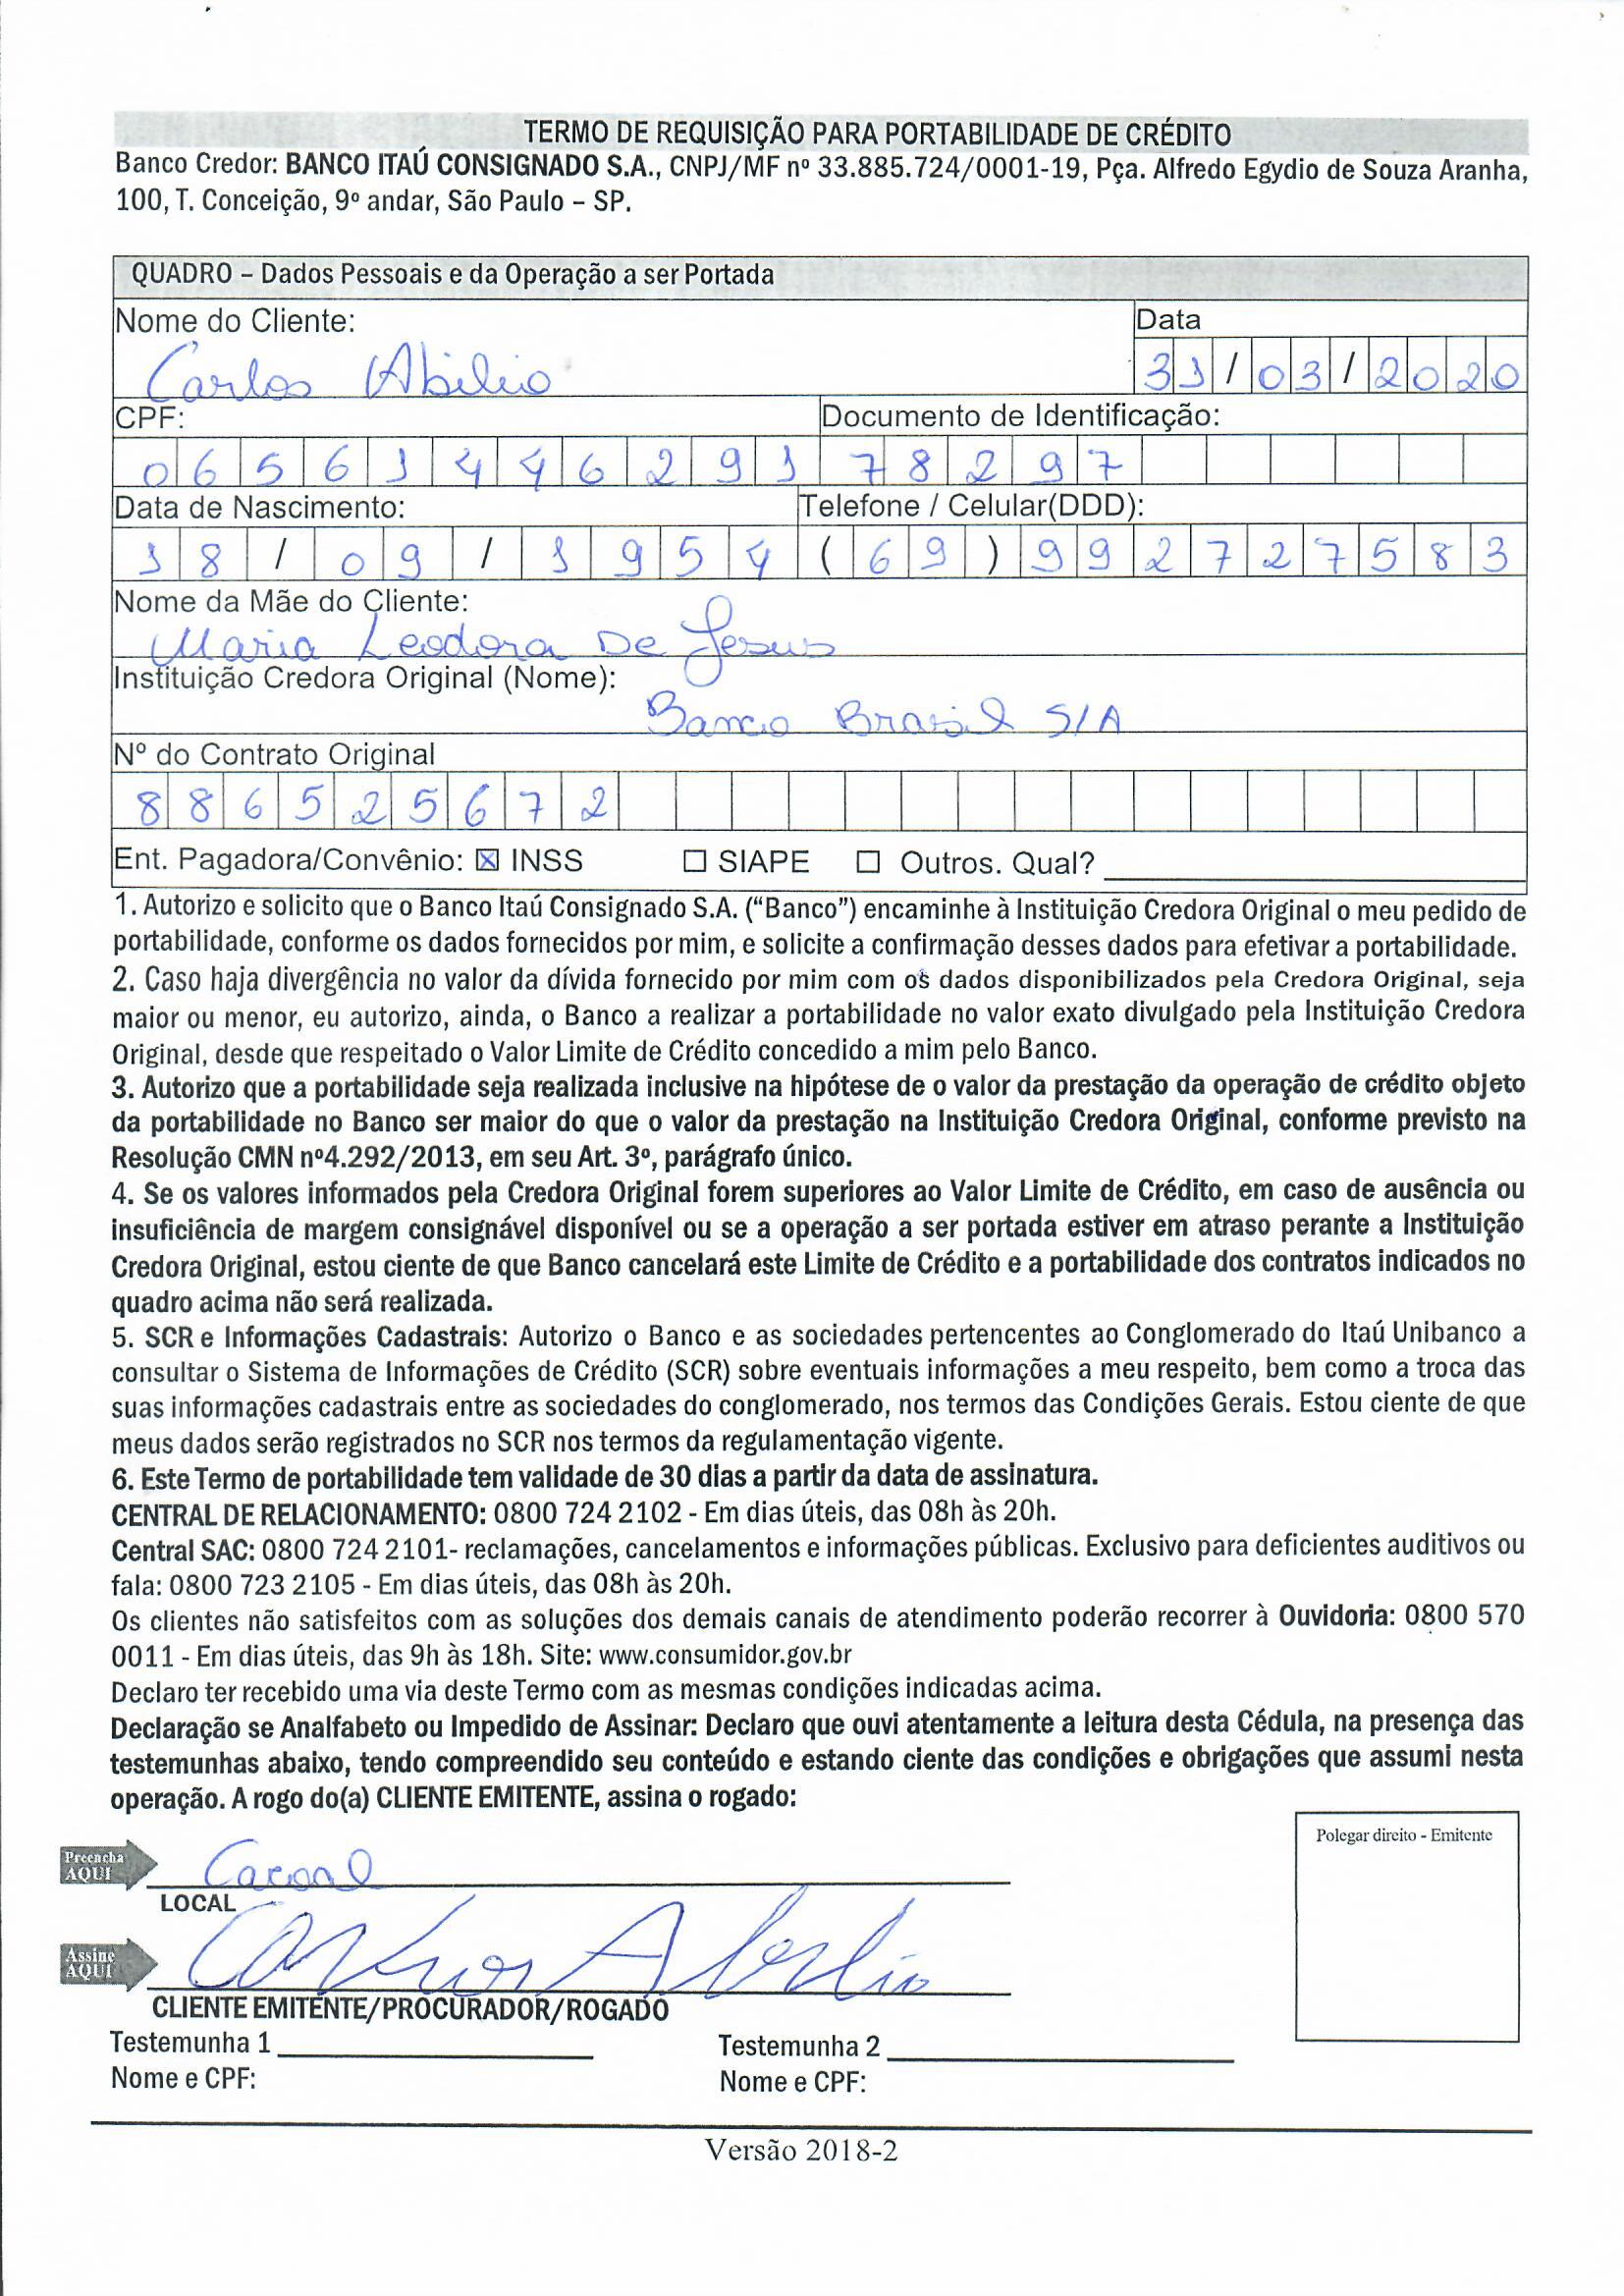 TERMO DE REQUISIÇÃO PARA PORTABILIDADE DE CRÉDITO
Banco Credor: BANCO ITAÚ CONSIGNADO S.A., CNPJ/MF nº 33.885.724/0001-19, Pça. Alfredo Egydio de Souza Aranha,
100, T. Conceição, 9º andar, São Paulo – SP.
QUADRO – Dados Pessoais e da Operação a ser Portada
Nome do Cliente: Data
Carlos Abilio 31/03/2020
CPF: Documento de Identificação:
06561446291 78297
Data de Nascimento: Telefone / Celular(DDD):
18/09/1954 (69)992727583
Nome da Mãe do Cliente:
Maria Leodora De Jesus
Instituição Credora Original (Nome):
Banco Brasil S/A
Nº do Contrato Original
886525672
Ent. Pagadora/Convênio: ☒ INSS ☐ SIAPE ☐ Outros. Qual?
1. Autorizo e solicito que o Banco Itaú Consignado S.A. (“Banco”) encaminhe à Instituição Credora Original o meu pedido de
portabilidade, conforme os dados fornecidos por mim, e solicite a confirmação desses dados para efetivar a portabilidade.
2. Caso haja divergência no valor da dívida fornecido por mim com os dados disponibilizados pela Credora Original, seja
maior ou menor, eu autorizo, ainda, o Banco a realizar a portabilidade no valor exato divulgado pela Instituição Credora
Original, desde que respeitado o Valor Limite de Crédito concedido a mim pelo Banco.
3. Autorizo que a portabilidade seja realizada inclusive na hipótese de o valor da prestação da operação de crédito objeto
da portabilidade no Banco ser maior do que o valor da prestação na Instituição Credora Original, conforme previsto na
Resolução CMN nº4.292/2013, em seu Art. 3º, parágrafo único.
4. Se os valores informados pela Credora Original forem superiores ao Valor Limite de Crédito, em caso de ausência ou
insuficiência de margem consignável disponível ou se a operação a ser portada estiver em atraso perante a Instituição
Credora Original, estou ciente de que Banco cancelará este Limite de Crédito e a portabilidade dos contratos indicados no
quadro acima não será realizada.
5. SCR e Informações Cadastrais: Autorizo o Banco e as sociedades pertencentes ao Conglomerado do Itaú Unibanco a
consultar o Sistema de Informações de Crédito (SCR) sobre eventuais informações a meu respeito, bem como a troca das
suas informações cadastrais entre as sociedades do conglomerado, nos termos das Condições Gerais. Estou ciente de que
meus dados serão registrados no SCR nos termos da regulamentação vigente.
6. Este Termo de portabilidade tem validade de 30 dias a partir da data de assinatura.
CENTRAL DE RELACIONAMENTO: 0800 724 2102 - Em dias úteis, das 08h às 20h.
Central SAC: 0800 724 2101- reclamações, cancelamentos e informações públicas. Exclusivo para deficientes auditivos ou
fala: 0800 723 2105 - Em dias úteis, das 08h às 20h.
Os clientes não satisfeitos com as soluções dos demais canais de atendimento poderão recorrer à Ouvidoria: 0800 570
0011 - Em dias úteis, das 9h às 18h. Site: www.consumidor.gov.br
Declaro ter recebido uma via deste Termo com as mesmas condições indicadas acima.
Declaração se Analfabeto ou Impedido de Assinar: Declaro que ouvi atentamente a leitura desta Cédula, na presença das
testemunhas abaixo, tendo compreendido seu conteúdo e estando ciente das condições e obrigações que assumi nesta
operação. A rogo do(a) CLIENTE EMITENTE, assina o rogado:
Polegar direito - Emitente
Preencha
AQUI
Cacoal
LOCAL
Assine
AQUI
Carlos Abilio
CLIENTE EMITENTE/PROCURADOR/ROGADO
Testemunha 1 Testemunha 2
Nome e CPF: Nome e CPF:
Versão 2018-2